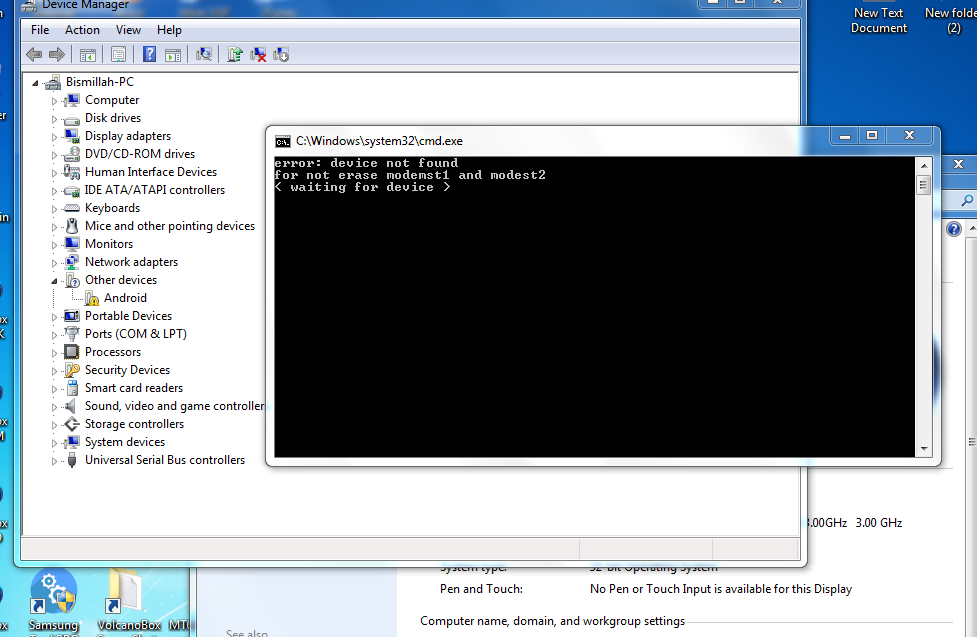 Device Manager
File Action View Help
Bismillah-PC
Computer
Disk drives
Display adapters
DVD/CD-ROM drives
Human Interface Devices
IDE ATA/ATAPI controllers
Keyboards
Mice and other pointing devices
Monitors
Network adapters
Other devices
Android
Portable Devices
Ports (COM & LPT)
Processors
Security Devices
Smart card readers
Sound, video and game controller
Storage controllers
System devices
Universal Serial Bus controllers
C:\Windows\system32\cmd.exe
error: device not found
for not erase modemst1 and modest2
< waiting for device >
New Text
Document
New folde
(2)
.00GHz 3.00 GHz
System type: 32-bit Operating System
Pen and Touch: No Pen or Touch Input is available for this Display
Computer name, domain, and workgroup settings
See also
Samsung
VolcanoBox